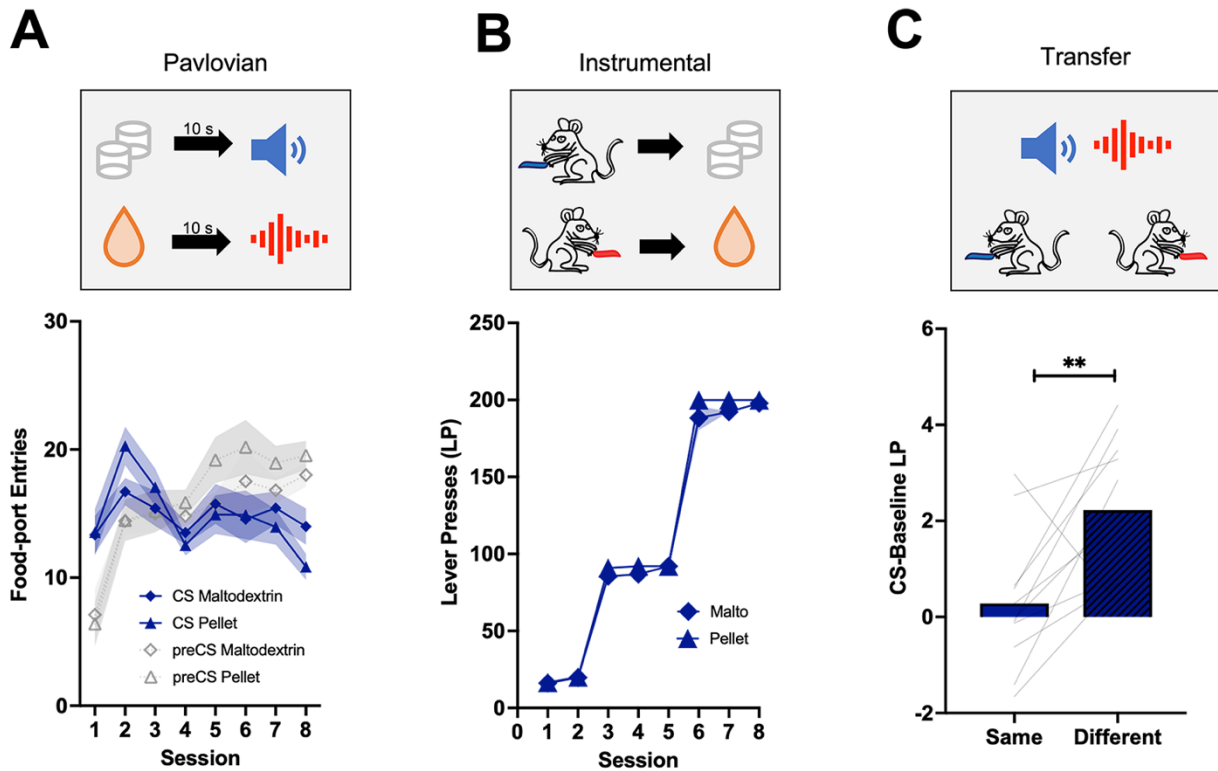 A
Pavlovian
10 s
10 s
30
20
10
0
Food-port Entries
CS Maltodextrin
CS Pellet
preCS Maltodextrin
preCS Pellet
1 2 3 4 5 6 7 8
Session
B
Instrumental
250
200
150
100
50
0
Lever Presses (LP)
Malto
Pellet
0 1 2 3 4 5 6 7 8
Session
C
Transfer
6
4
2
0
-2
CS-Baseline LP
**
Same Different